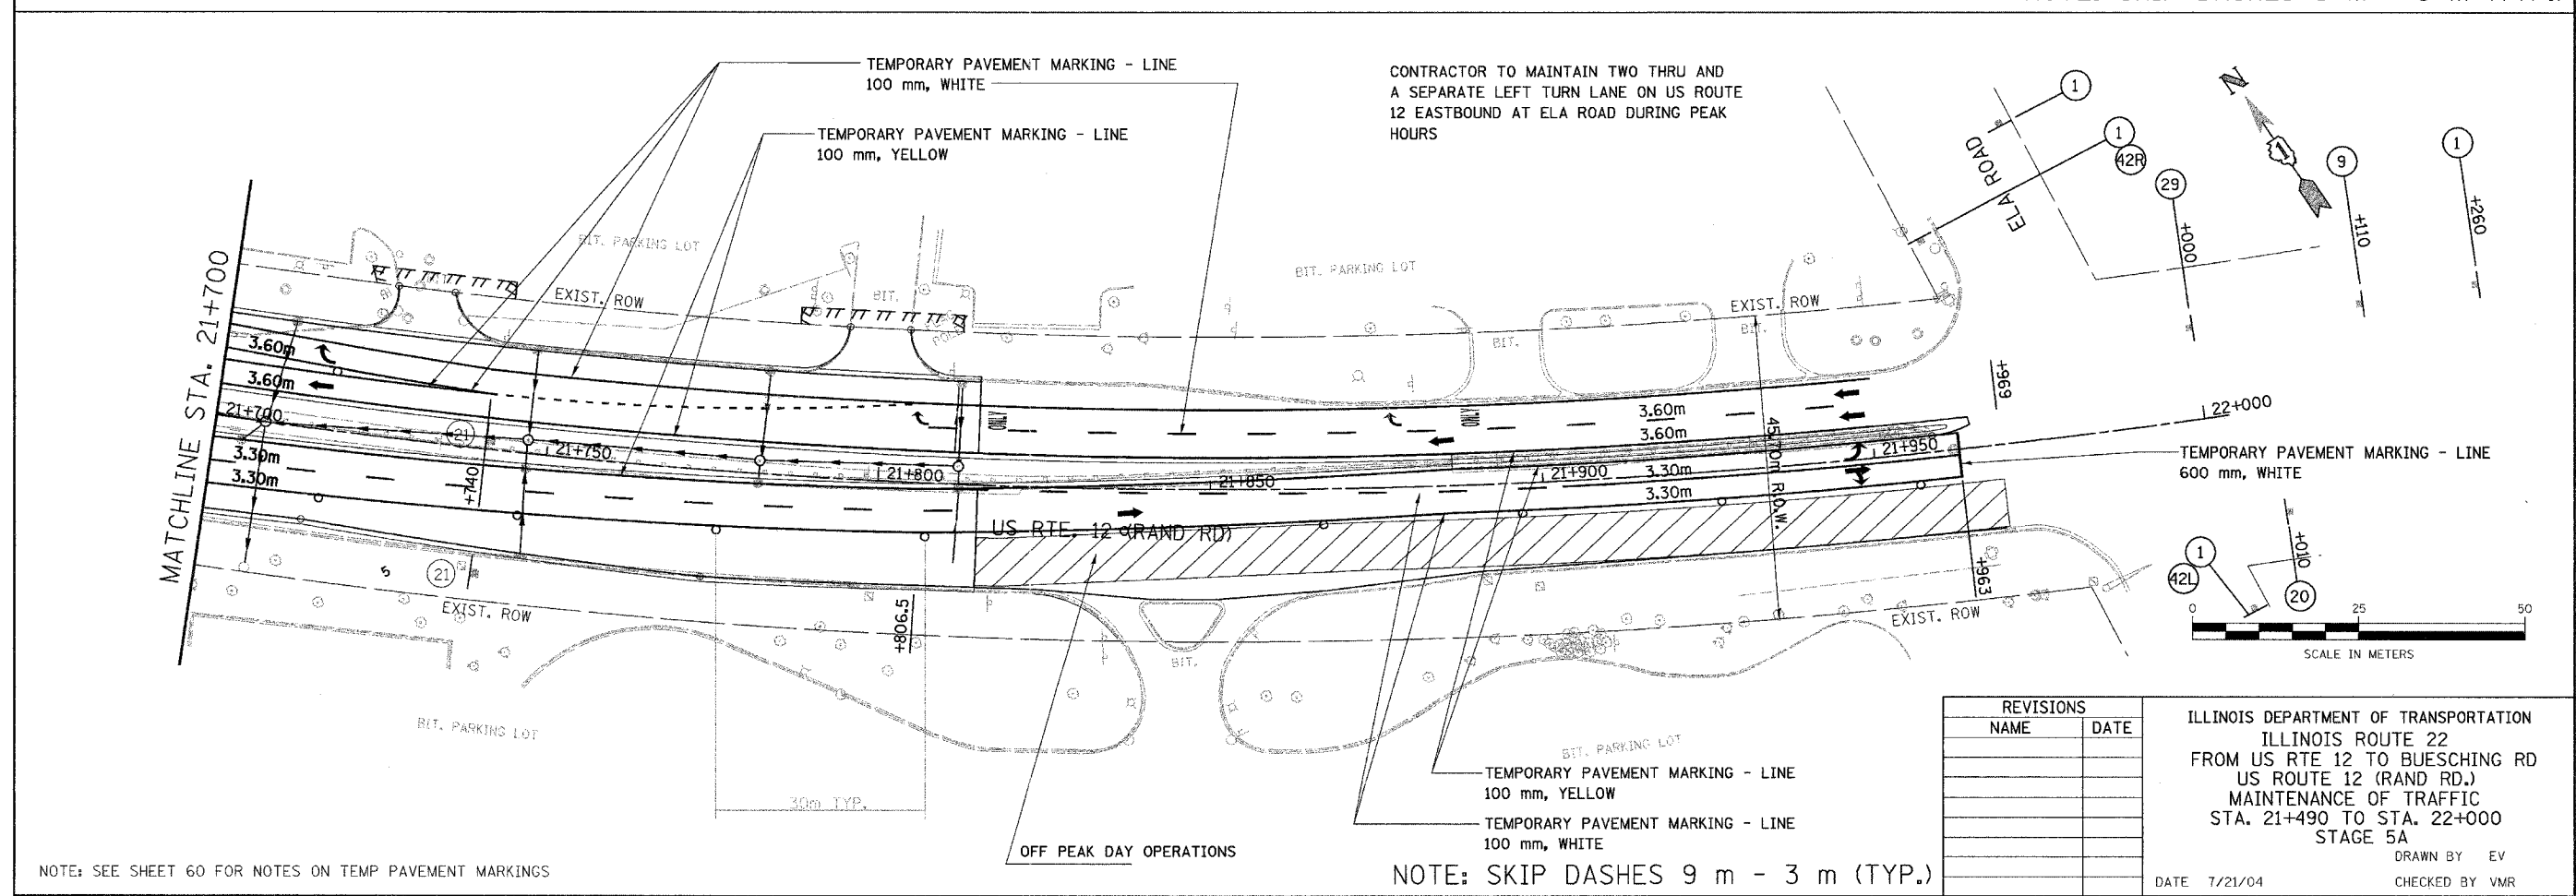 TEMPORARY PAVEMENT MARKING - LINE
100 mm, WHITE
TEMPORARY PAVEMENT MARKING - LINE
100 mm, YELLOW
CONTRACTOR TO MAINTAIN TWO THRU AND
A SEPARATE LEFT TURN LANE ON US ROUTE
12 EASTBOUND AT ELA ROAD DURING PEAK
HOURS
ELA ROAD
1
1
42R
29
N
1
9
1
+000
+110
+260
MATCHLINE STA. 21+700
BIT. PARKING LOT
EXIST. ROW
BIT.
BIT. PARKING LOT
EXIST. ROW
BIT.
BIT.
3.60m
3.60m
21+700
3.30m
3.30m
21
+740
21+750
21+800
ONLY
21+850
ONLY
3.60m
3.60m
21+900
3.30m
3.30m
45.70m R.O.W.
21+950
+969
22+000
TEMPORARY PAVEMENT MARKING - LINE
600 mm, WHITE
US RTE. 12 (RAND RD)
5
21
EXIST. ROW
+806.5
BIT.
+963
EXIST. ROW
1
42L
+010
20
0 25 50
SCALE IN METERS
BIT. PARKING LOT
30m TYP.
BIT. PARKING LOT
TEMPORARY PAVEMENT MARKING - LINE
100 mm, YELLOW
TEMPORARY PAVEMENT MARKING - LINE
100 mm, WHITE
OFF PEAK DAY OPERATIONS
NOTE: SEE SHEET 60 FOR NOTES ON TEMP PAVEMENT MARKINGS
NOTE: SKIP DASHES 9 m - 3 m (TYP.)
REVISIONS
NAME DATE
ILLINOIS DEPARTMENT OF TRANSPORTATION
ILLINOIS ROUTE 22
FROM US RTE 12 TO BUESCHING RD
US ROUTE 12 (RAND RD.)
MAINTENANCE OF TRAFFIC
STA. 21+490 TO STA. 22+000
STAGE 5A
DRAWN BY EV
DATE 7/21/04
CHECKED BY VMR